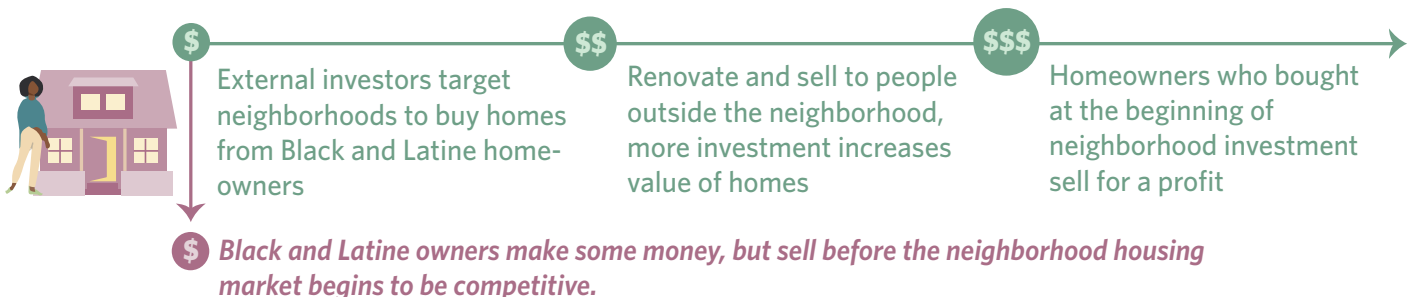 $
External investors target
neighborhoods to buy homes
from Black and Latine home-
owners
$$
Renovate and sell to people
outside the neighborhood,
more investment increases
value of homes
$$$
Homeowners who bought
at the beginning of
neighborhood investment
sell for a profit
$
Black and Latine owners make some money, but sell before the neighborhood housing
market begins to be competitive.